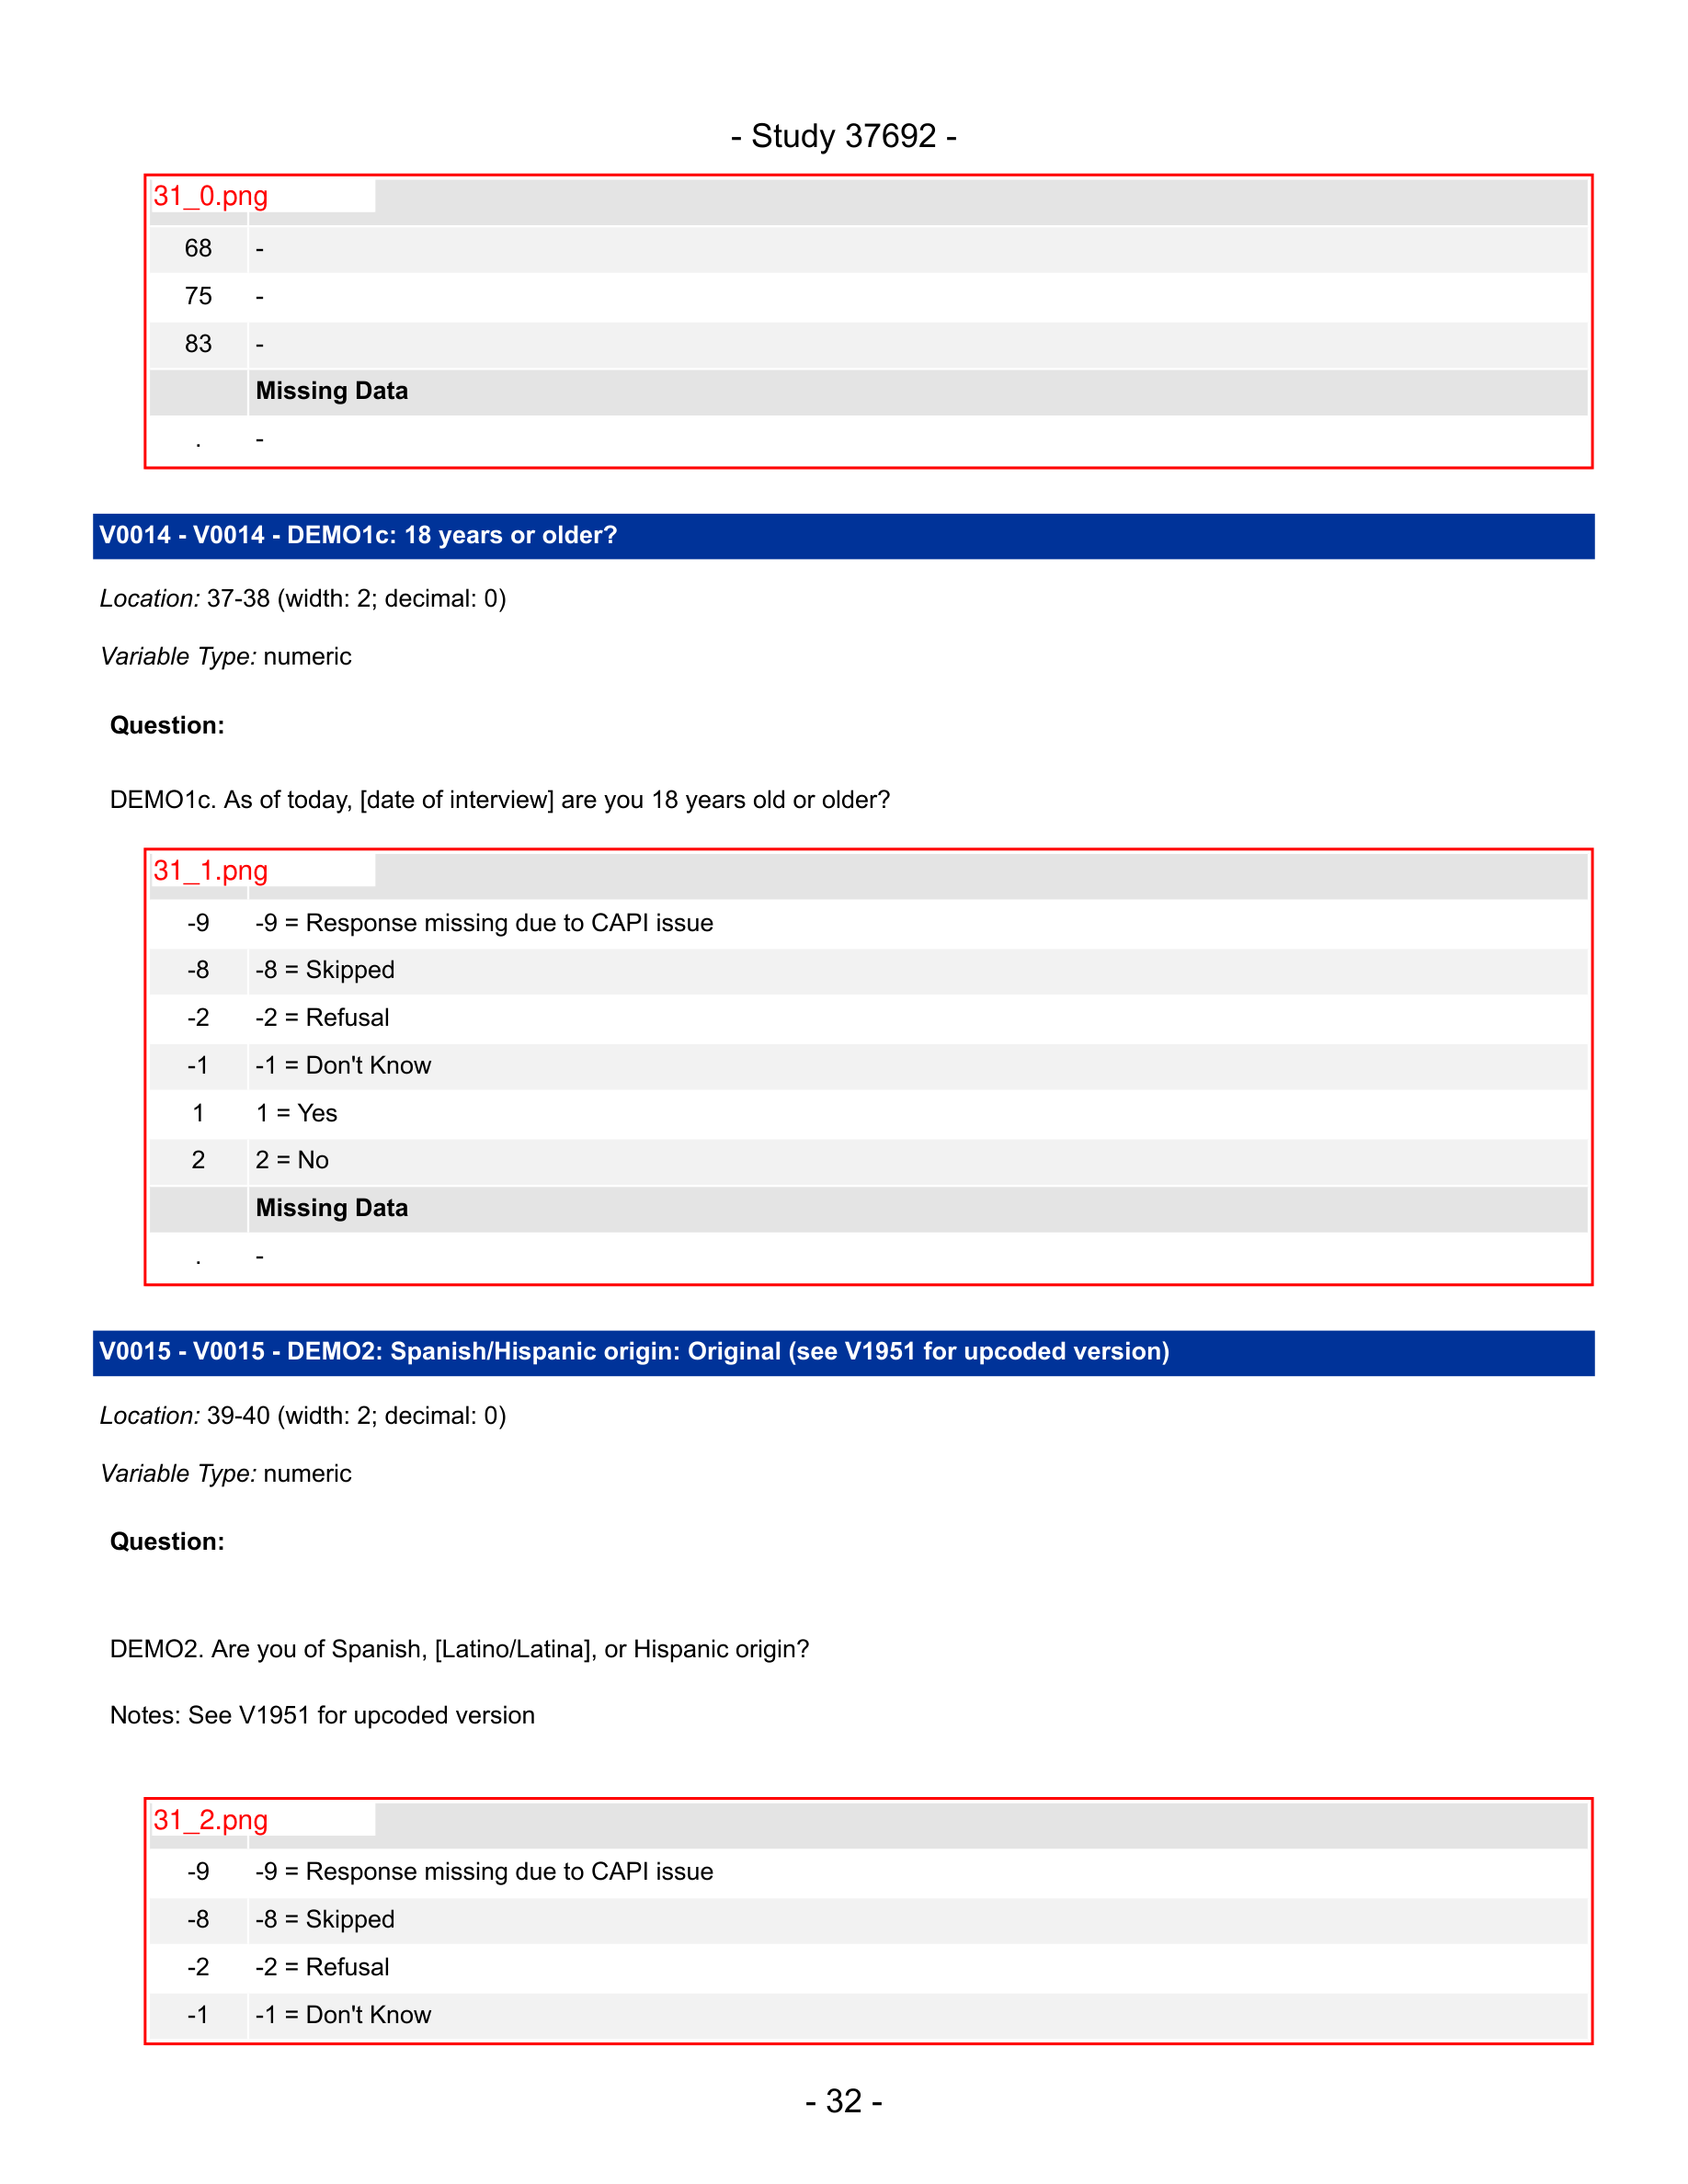 - Study 37692 -
31_0.png
68 -
75 -
83 -
Missing Data
. -
V0014 - V0014 - DEMO1c: 18 years or older?
Location: 37-38 (width: 2; decimal: 0)
Variable Type: numeric
Question:
DEMO1c. As of today, [date of interview] are you 18 years old or older?
31_1.png
-9 -9 = Response missing due to CAPI issue
-8 -8 = Skipped
-2 -2 = Refusal
-1 -1 = Don't Know
1 1 = Yes
2 2 = No
Missing Data
. -
V0015 - V0015 - DEMO2: Spanish/Hispanic origin: Original (see V1951 for upcoded version)
Location: 39-40 (width: 2; decimal: 0)
Variable Type: numeric
Question:
DEMO2. Are you of Spanish, [Latino/Latina], or Hispanic origin?
Notes: See V1951 for upcoded version
31_2.png
-9 -9 = Response missing due to CAPI issue
-8 -8 = Skipped
-2 -2 = Refusal
-1 -1 = Don't Know
- 32 -